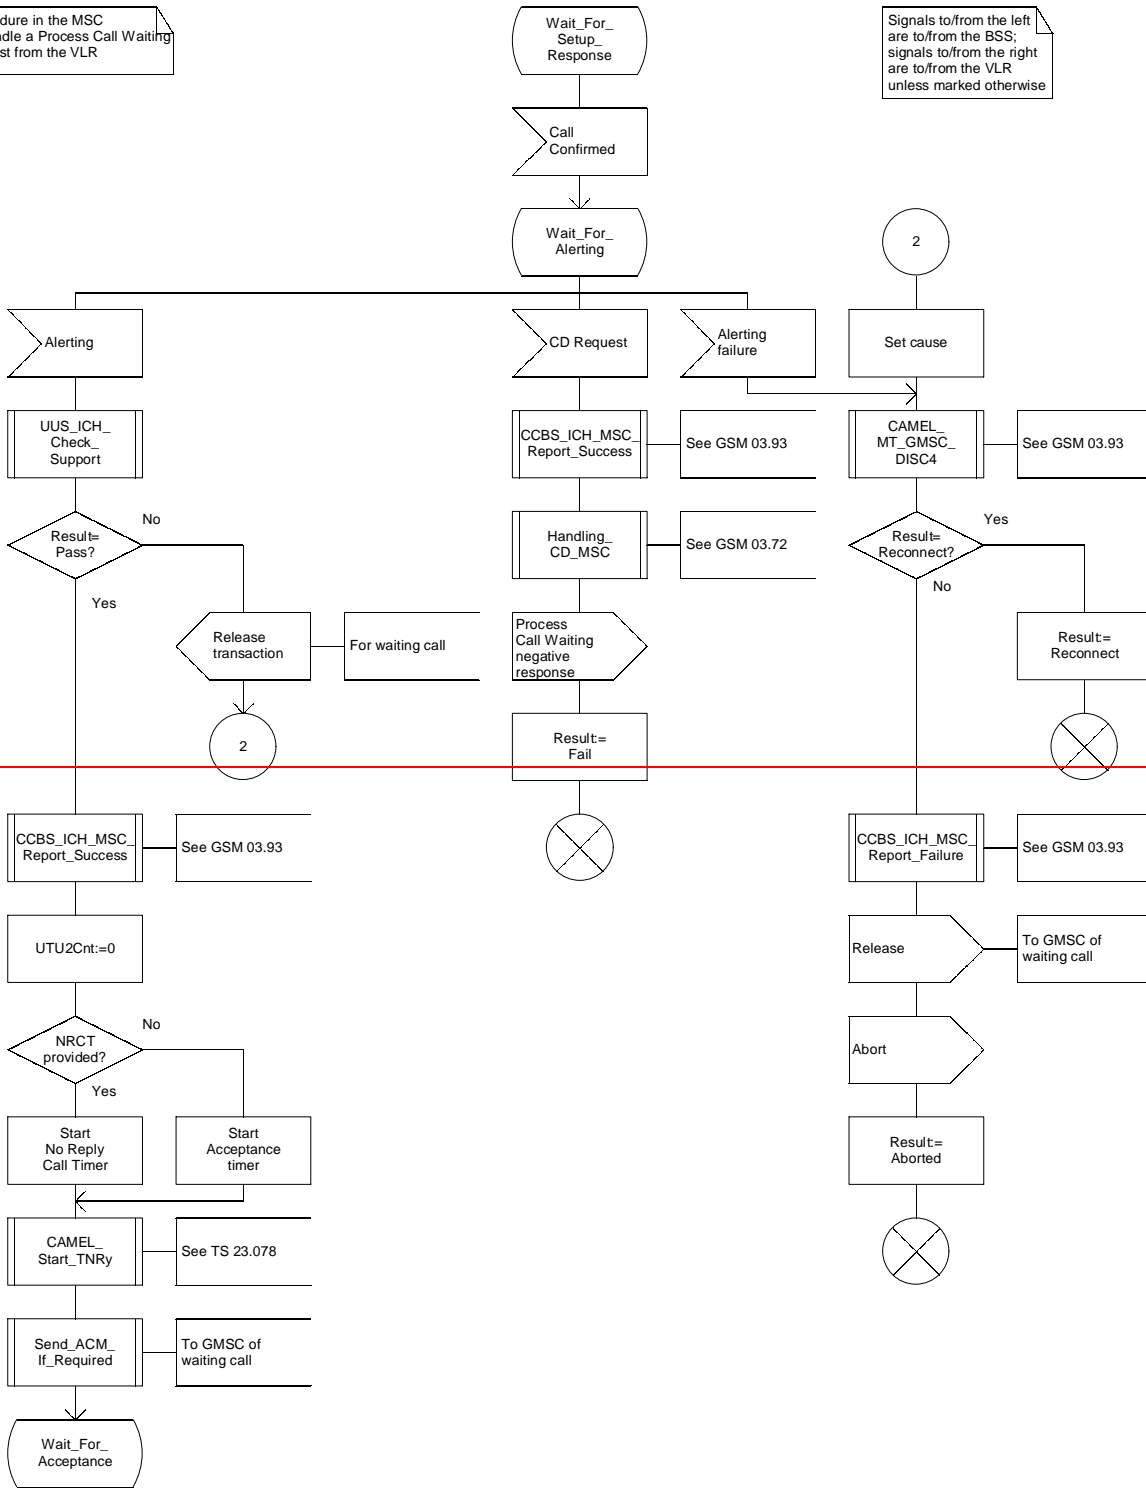 dure in the MSC
ndle a Process Call Waiting
st from the VLR
Wait_For_
Setup_
Response
Signals to/from the left
are to/from the BSS;
signals to/from the right
are to/from the VLR
unless marked otherwise
Call
Confirmed
Wait_For_
Alerting
2
Alerting
CD Request
Alerting
failure
Set cause
UUS_ICH_
Check_
Support
CCBS_ICH_MSC_
Report_Success
See GSM 03.93
CAMEL_
MT_GMSC_
DISC4
See GSM 03.93
Result=
Pass?
No
Yes
Handling_
CD_MSC
See GSM 03.72
Result=
Reconnect?
Yes
No
Release
transaction
For waiting call
Process
Call Waiting
negative
response
Result:=
Reconnect
2
Result:=
Fail
CCBS_ICH_MSC_
Report_Success
See GSM 03.93
CCBS_ICH_MSC_
Report_Failure
See GSM 03.93
UTU2Cnt:=0
Release
To GMSC of
waiting call
NRCT
provided?
No
Yes
Abort
Start
No Reply
Call Timer
Start
Acceptance
timer
Result:=
Aborted
CAMEL_
Start_TNRy
See TS 23.078
Send_ACM_
If_Required
To GMSC of
waiting call
Wait_For_
Acceptance